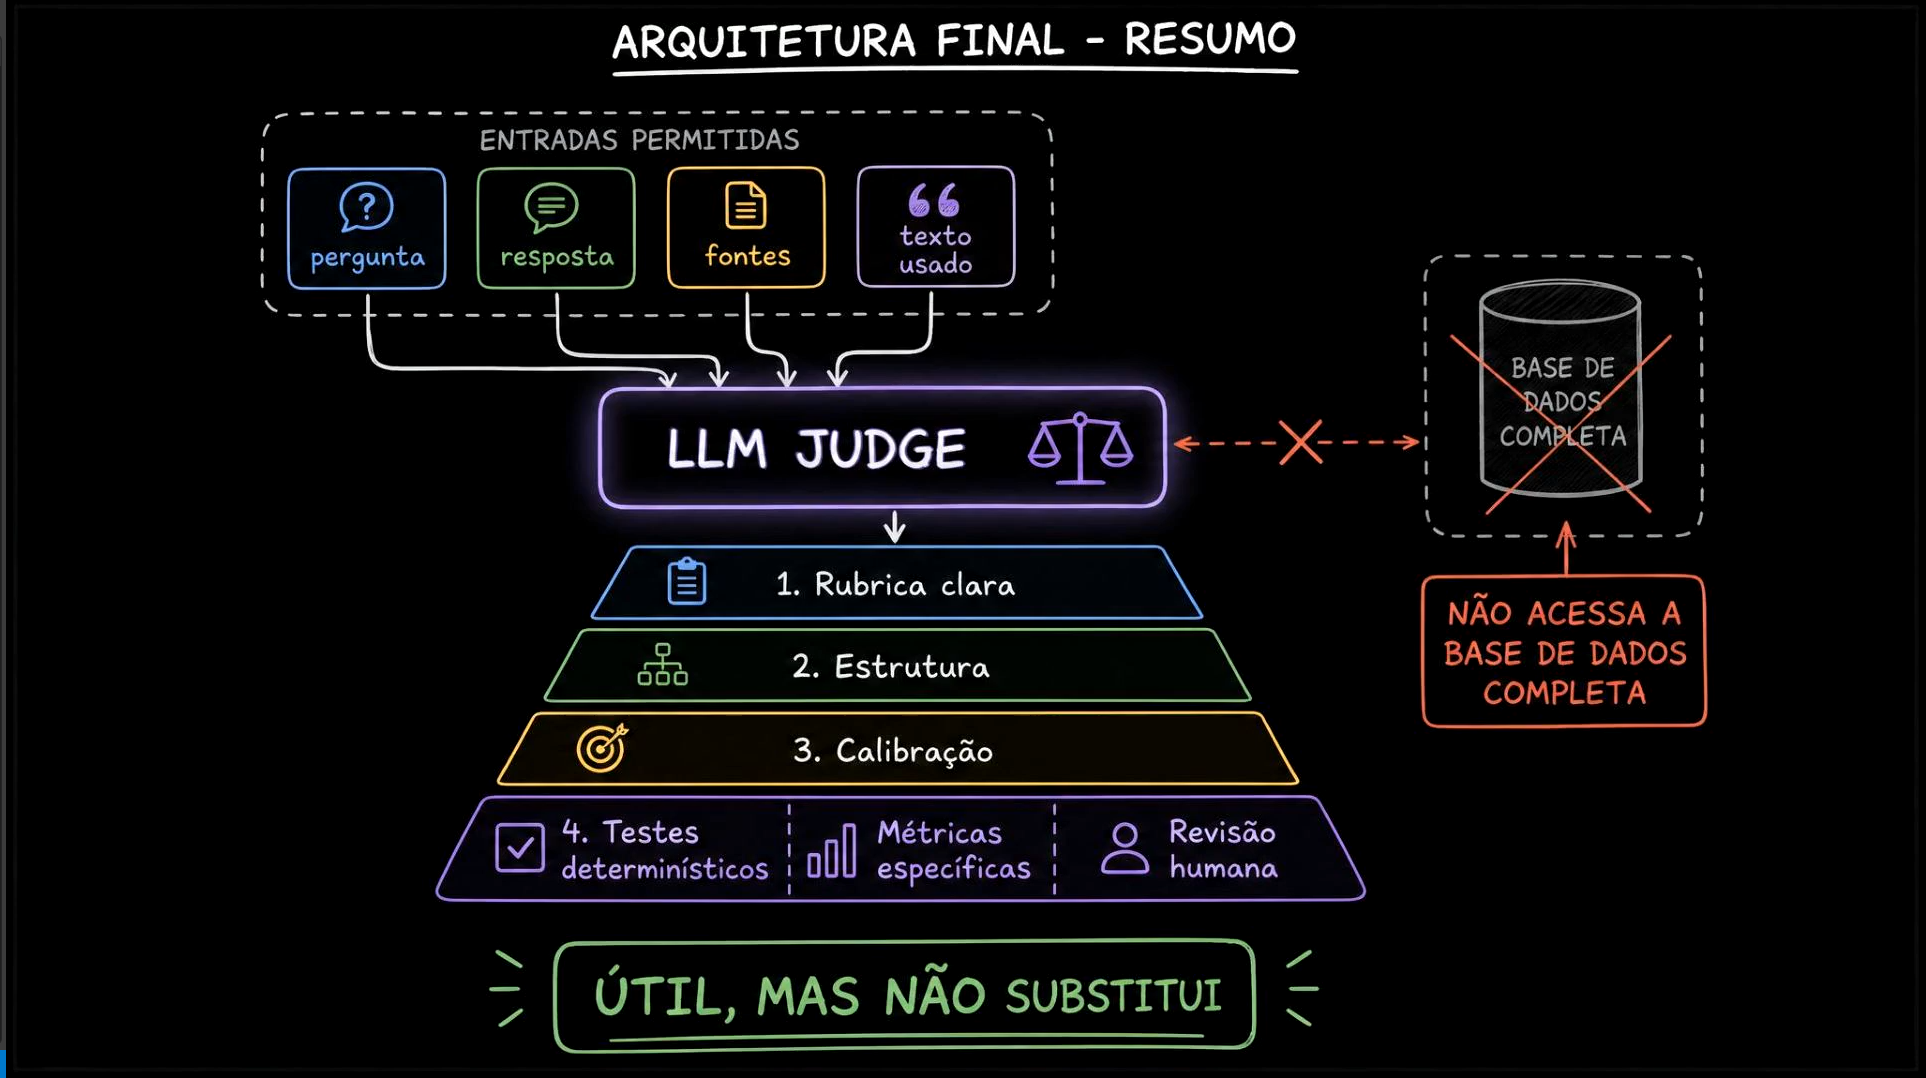 ARQUITETURA FINAL - RESUMO
ENTRADAS PERMITIDAS
pergunta
resposta
fontes
texto
usado
LLM JUDGE
BASE DE
DADOS
COMPLETA
NÃO ACESSA A
BASE DE DADOS
COMPLETA
1. Rubrica clara
2. Estrutura
3. Calibração
4. Testes
determinísticos
Métricas
específicas
Revisão
humana
ÚTIL, MAS NÃO SUBSTITUI